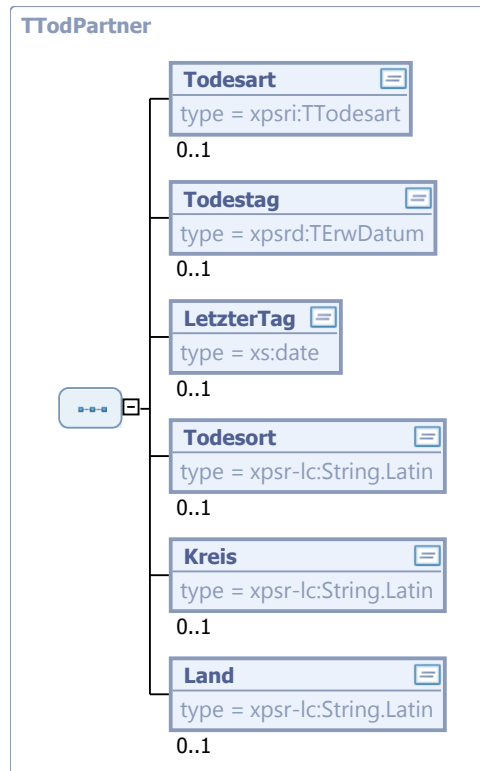 TTodPartner
Todesart
type = xpsri:TTodesart
0..1
Todestag
type = xpsrd:TErwDatum
0..1
LetzterTag
type = xs:date
0..1
Todesort
type = xpsr-lc:String.Latin
0..1
Kreis
type = xpsr-lc:String.Latin
0..1
Land
type = xpsr-lc:String.Latin
0..1